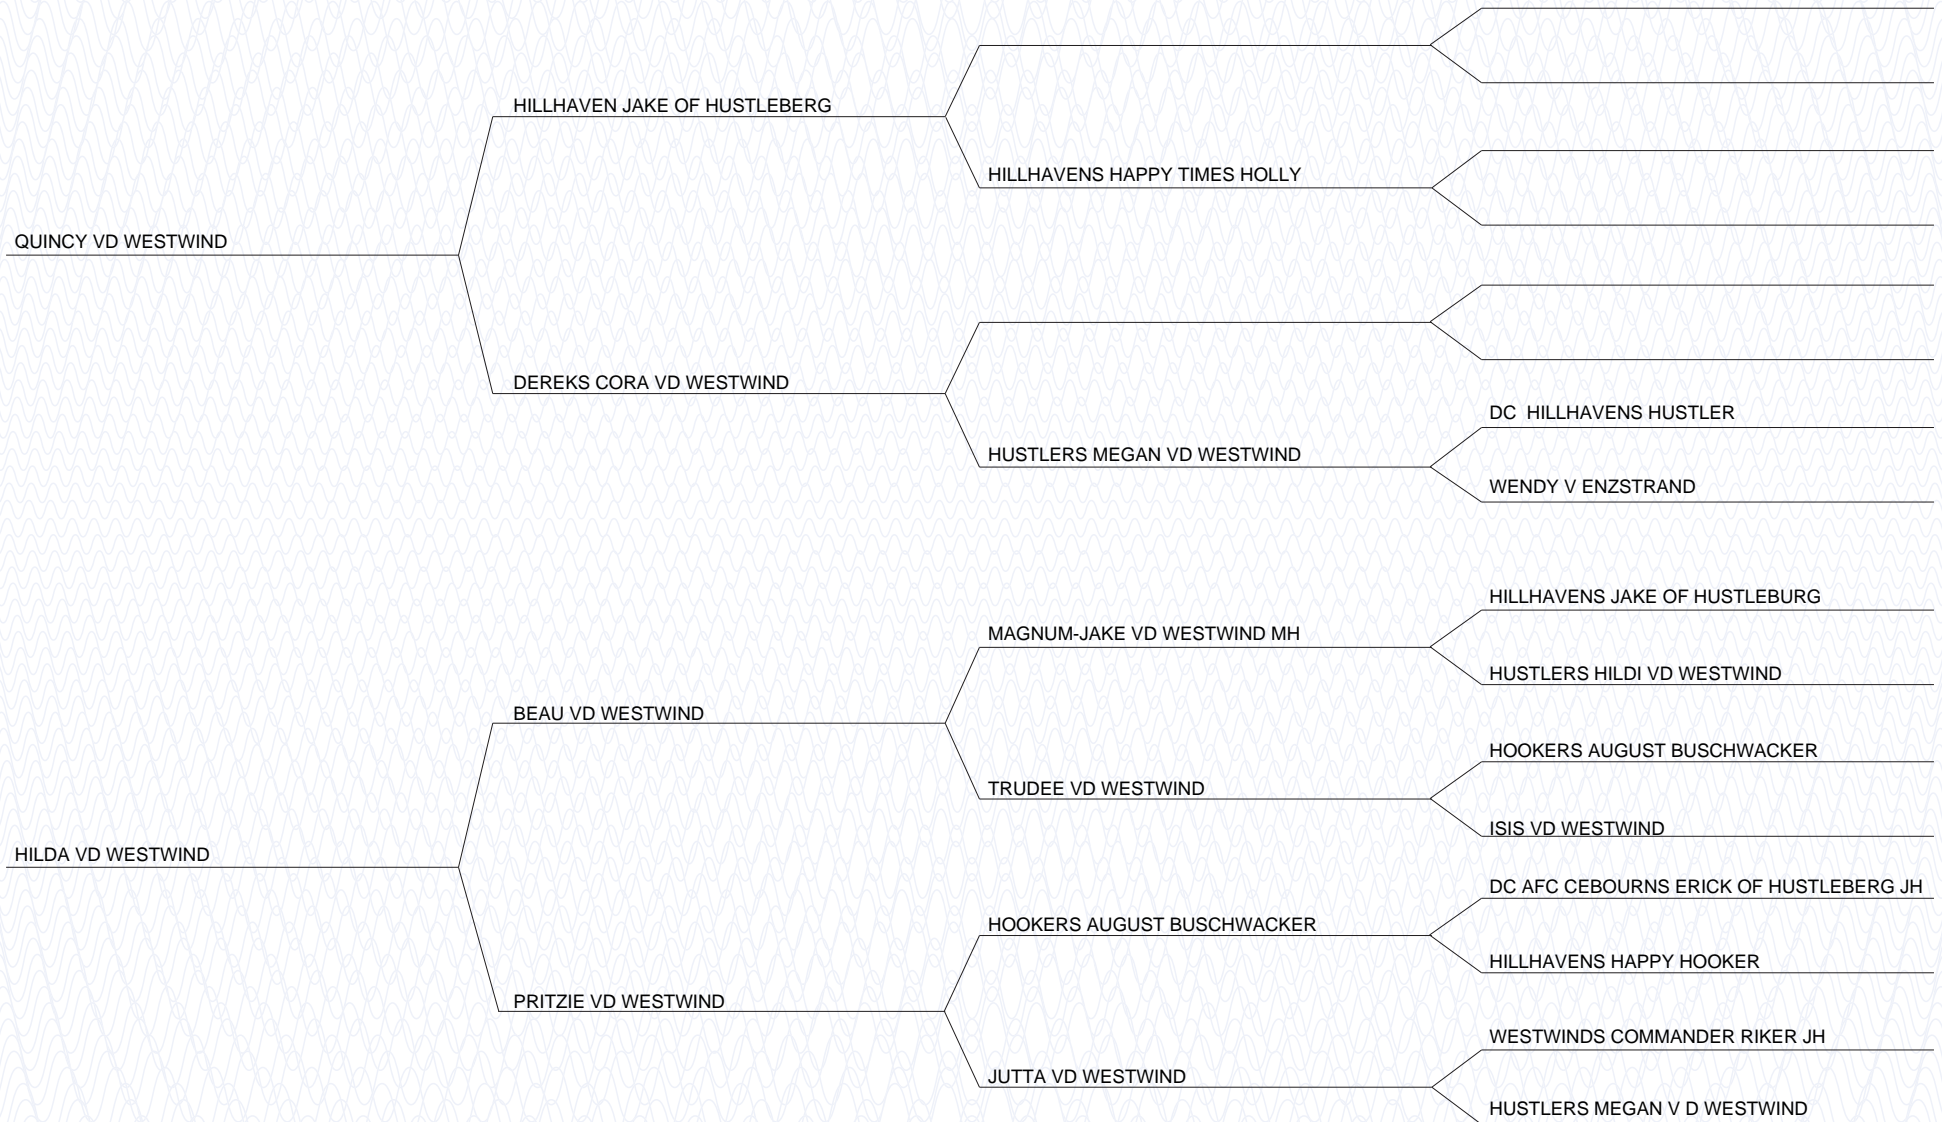 HILLHAVEN JAKE OF HUSTLEBERG
HILLHAVENS HAPPY TIMES HOLLY
QUINCY VD WESTWIND
DEREKS CORA VD WESTWIND
DC  HILLHAVENS HUSTLER
HUSTLERS MEGAN VD WESTWIND
WENDY V ENZSTRAND
HILLHAVENS JAKE OF HUSTLEBURG
MAGNUM-JAKE VD WESTWIND MH
HUSTLERS HILDI VD WESTWIND
BEAU VD WESTWIND
HOOKERS AUGUST BUSCHWACKER
TRUDEE VD WESTWIND
ISIS VD WESTWIND
HILDA VD WESTWIND
DC AFC CEBOURNS ERICK OF HUSTLEBERG JH
HOOKERS AUGUST BUSCHWACKER
HILLHAVENS HAPPY HOOKER
PRITZIE VD WESTWIND
WESTWINDS COMMANDER RIKER JH
JUTTA VD WESTWIND
HUSTLERS MEGAN V D WESTWIND